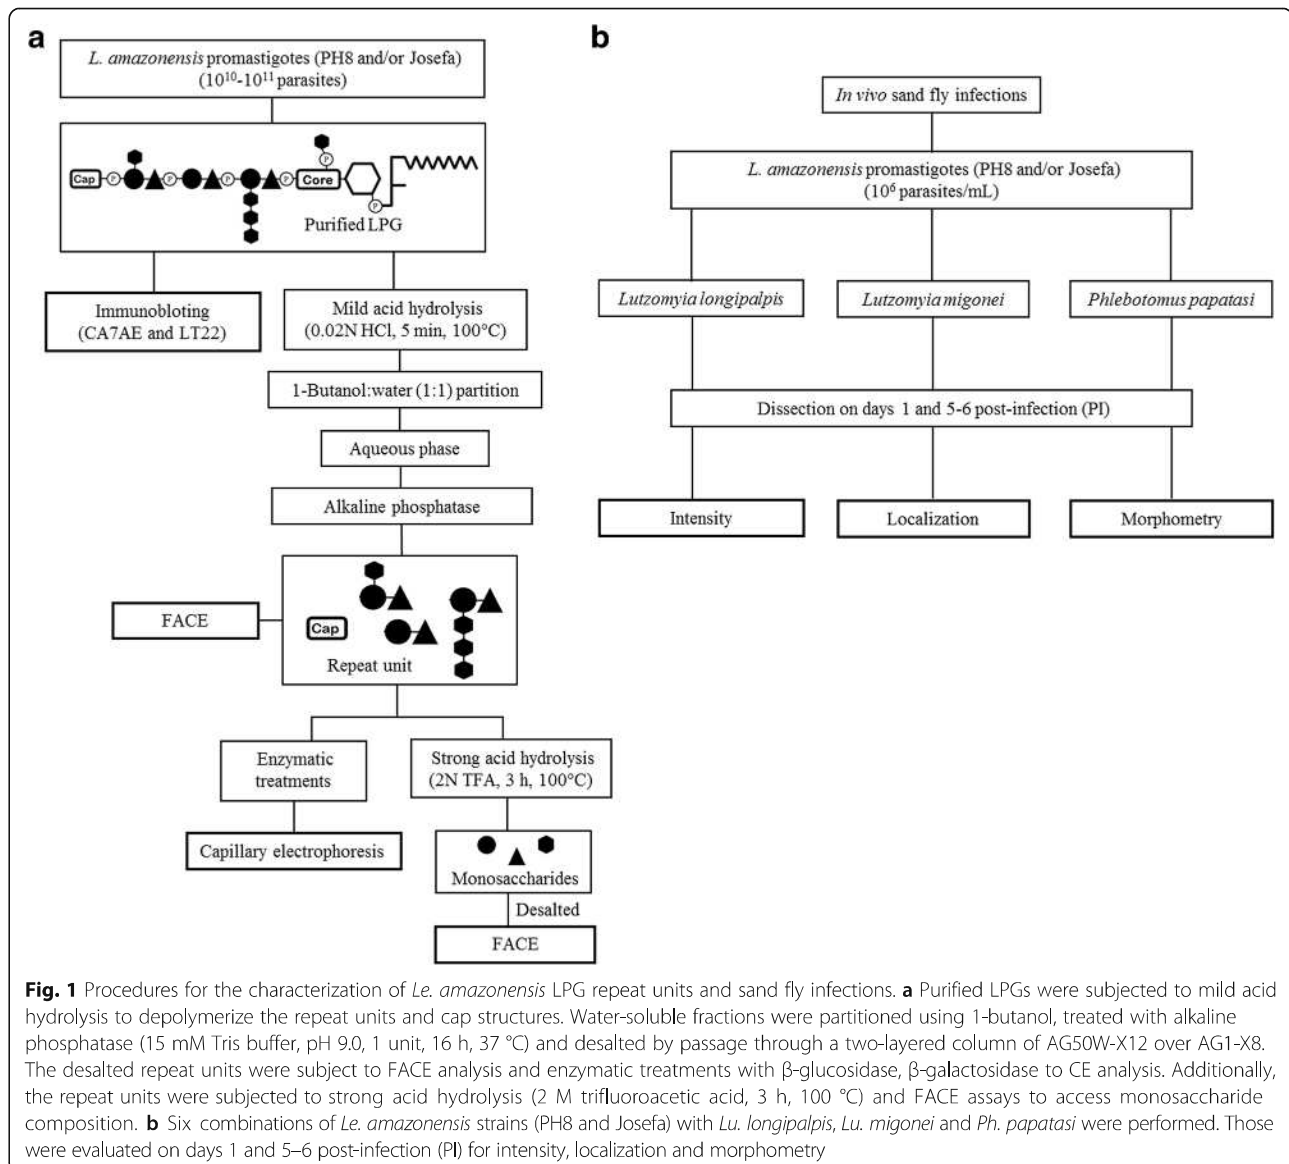 a
L. amazonensis promastigotes (PH8 and/or Josefa)
(10¹⁰-10¹¹ parasites)
Cap P P P P Core P P
Purified LPG
Immunobloting
(CA7AE and LT22)
Mild acid hydrolysis
(0.02N HCl, 5 min, 100°C)
1-Butanol:water (1:1) partition
Aqueous phase
Alkaline phosphatase
FACE
Cap
Repeat unit
Enzymatic
treatments
Strong acid hydrolysis
(2N TFA, 3 h, 100°C)
Capillary electrophoresis
Monosaccharides
Desalted
FACE
b
In vivo sand fly infections
L. amazonensis promastigotes (PH8 and/or Josefa)
(10⁶ parasites/mL)
Lutzomyia longipalpis
Lutzomyia migonei
Phlebotomus papatasi
Dissection on days 1 and 5-6 post-infection (PI)
Intensity
Localization
Morphometry
Fig. 1 Procedures for the characterization of Le. amazonensis LPG repeat units and sand fly infections. a Purified LPGs were subjected to mild acid
hydrolysis to depolymerize the repeat units and cap structures. Water-soluble fractions were partitioned using 1-butanol, treated with alkaline
phosphatase (15 mM Tris buffer, pH 9.0, 1 unit, 16 h, 37 °C) and desalted by passage through a two-layered column of AG50W-X12 over AG1-X8.
The desalted repeat units were subject to FACE analysis and enzymatic treatments with β-glucosidase, β-galactosidase to CE analysis. Additionally,
the repeat units were subjected to strong acid hydrolysis (2 M trifluoroacetic acid, 3 h, 100 °C) and FACE assays to access monosaccharide
composition. b Six combinations of Le. amazonensis strains (PH8 and Josefa) with Lu. longipalpis, Lu. migonei and Ph. papatasi were performed. Those
were evaluated on days 1 and 5–6 post-infection (PI) for intensity, localization and morphometry